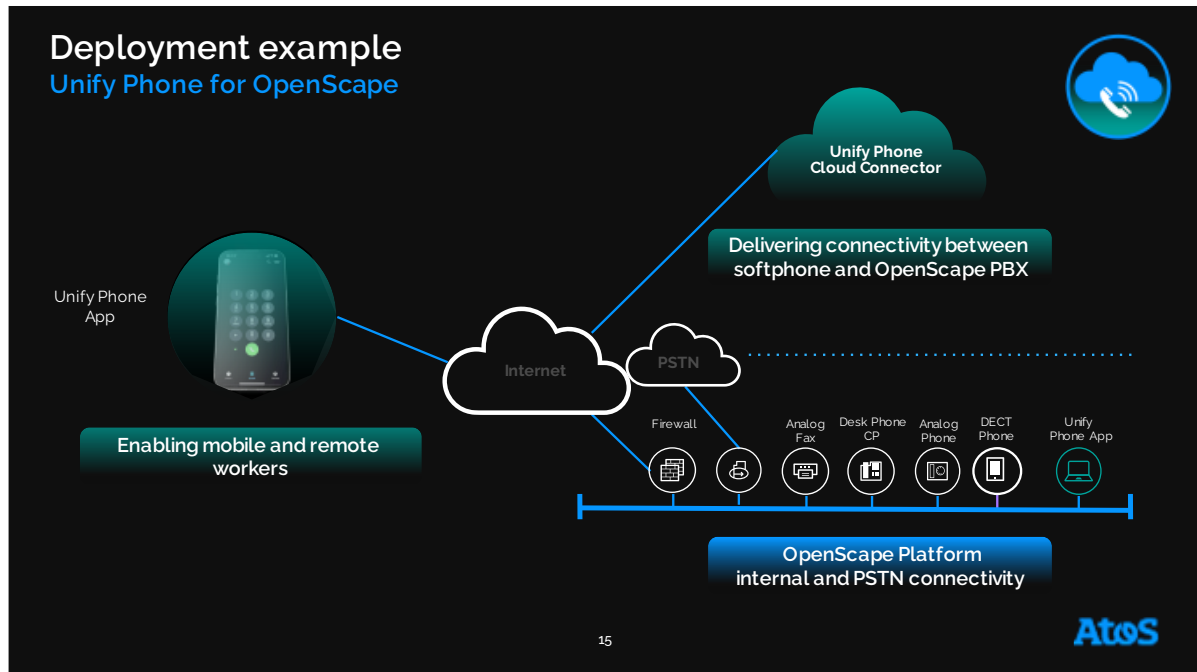 Deployment example
Unify Phone for OpenScape
Unify Phone
Cloud Connector
Delivering connectivity between
softphone and OpenScape PBX
Unify Phone
App
Internet
PSTN
Enabling mobile and remote
workers
Firewall
Analog
Fax
Desk Phone
CP
Analog
Phone
DECT
Phone
Unify
Phone App
OpenScape Platform
internal and PSTN connectivity
15
Atos